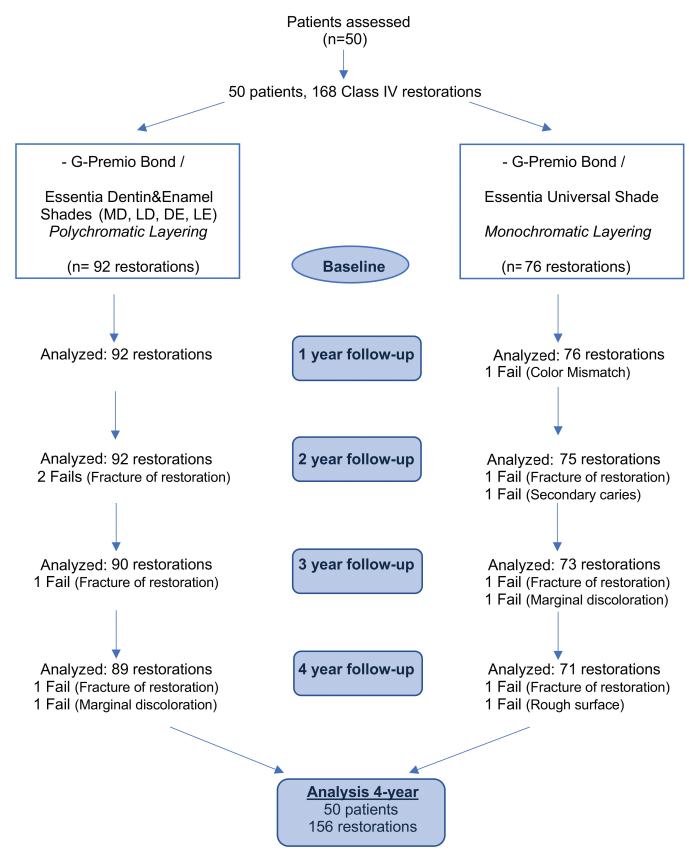 Patients assessed
(n=50)
50 patients, 168 Class IV restorations
- G-Premio Bond /
Essentia Dentin&Enamel
Shades (MD, LD, DE, LE)
Polychromatic Layering
(n= 92 restorations)
- G-Premio Bond /
Essentia Universal Shade
Monochromatic Layering
(n= 76 restorations)
Baseline
Analyzed: 92 restorations
1 year follow-up
Analyzed: 76 restorations
1 Fail (Color Mismatch)
Analyzed: 92 restorations
2 Fails (Fracture of restoration)
2 year follow-up
Analyzed: 75 restorations
1 Fail (Fracture of restoration)
1 Fail (Secondary caries)
Analyzed: 90 restorations
1 Fail (Fracture of restoration)
3 year follow-up
Analyzed: 73 restorations
1 Fail (Fracture of restoration)
1 Fail (Marginal discoloration)
Analyzed: 89 restorations
1 Fail (Fracture of restoration)
1 Fail (Marginal discoloration)
4 year follow-up
Analyzed: 71 restorations
1 Fail (Fracture of restoration)
1 Fail (Rough surface)
Analysis 4-year
50 patients
156 restorations